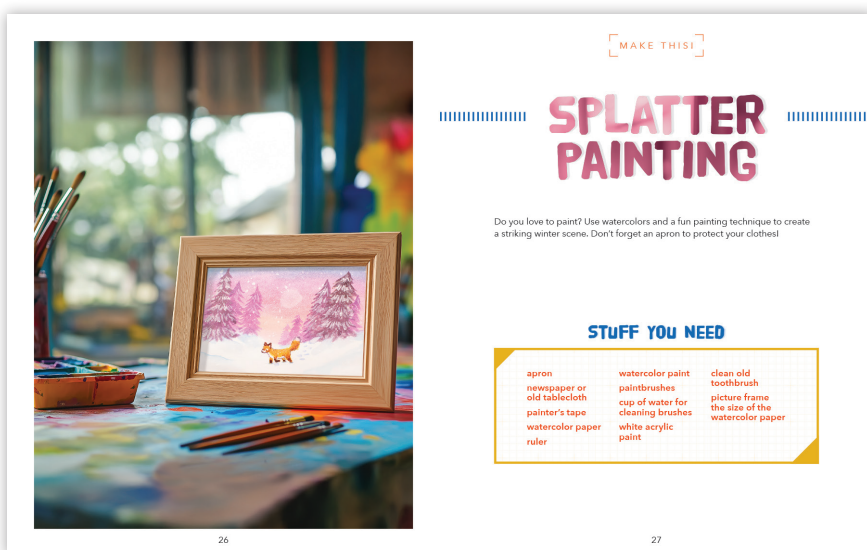 MAKE THIS!
SPLATTER
PAINTING
Do you love to paint? Use watercolors and a fun painting technique to create
a striking winter scene. Don't forget an apron to protect your clothes!
STUFF YOU NEED
apron
newspaper or
old tablecloth
painter's tape
watercolor paper
ruler
watercolor paint
paintbrushes
cup of water for
cleaning brushes
white acrylic
paint
clean old
toothbrush
picture frame
the size of the
watercolor paper
26
27